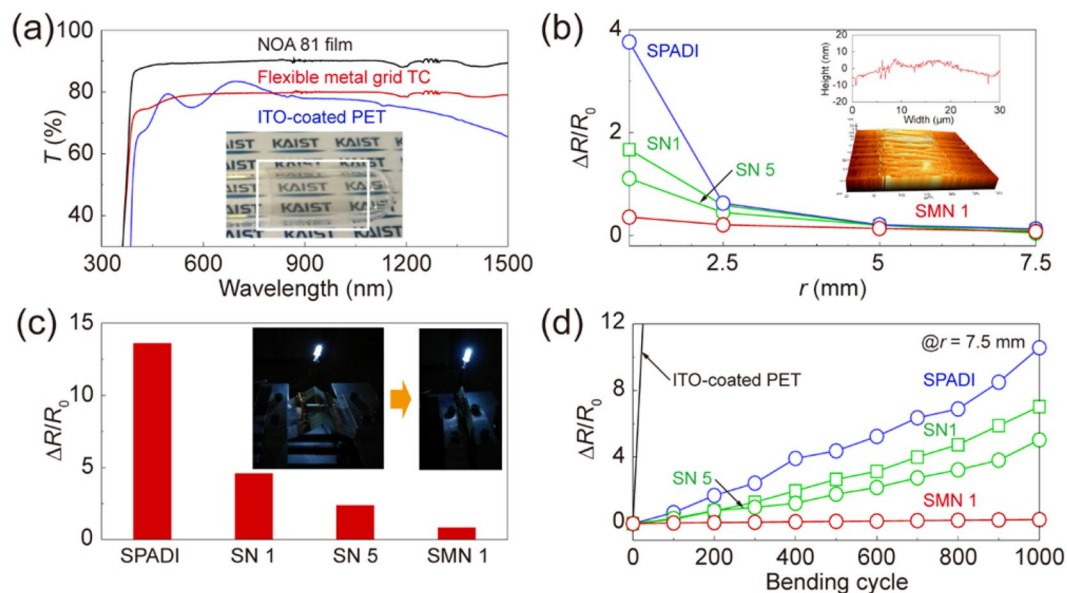 (a)
100
80
60
40
T (%)
NOA 81 film
Flexible metal grid TC
ITO-coated PET
KAIST KAIST KAIST
KAIST
KAIST
300 600 900 1200 1500
Wavelength (nm)
(b)
4
2
0
ΔR/R0
SPADI
SN1
SN 5
SMN 1
Height (nm)
20
10
0
-10
-20
0 10 20 30
Width (μm)
2.5 5 7.5
r (mm)
(c)
15
10
5
0
ΔR/R0
SPADI SN 1 SN 5 SMN 1
(d)
12
8
4
0
ΔR/R0
@r = 7.5 mm
ITO-coated PET
SPADI
SN1
SN 5
SMN 1
0 200 400 600 800 1000
Bending cycle